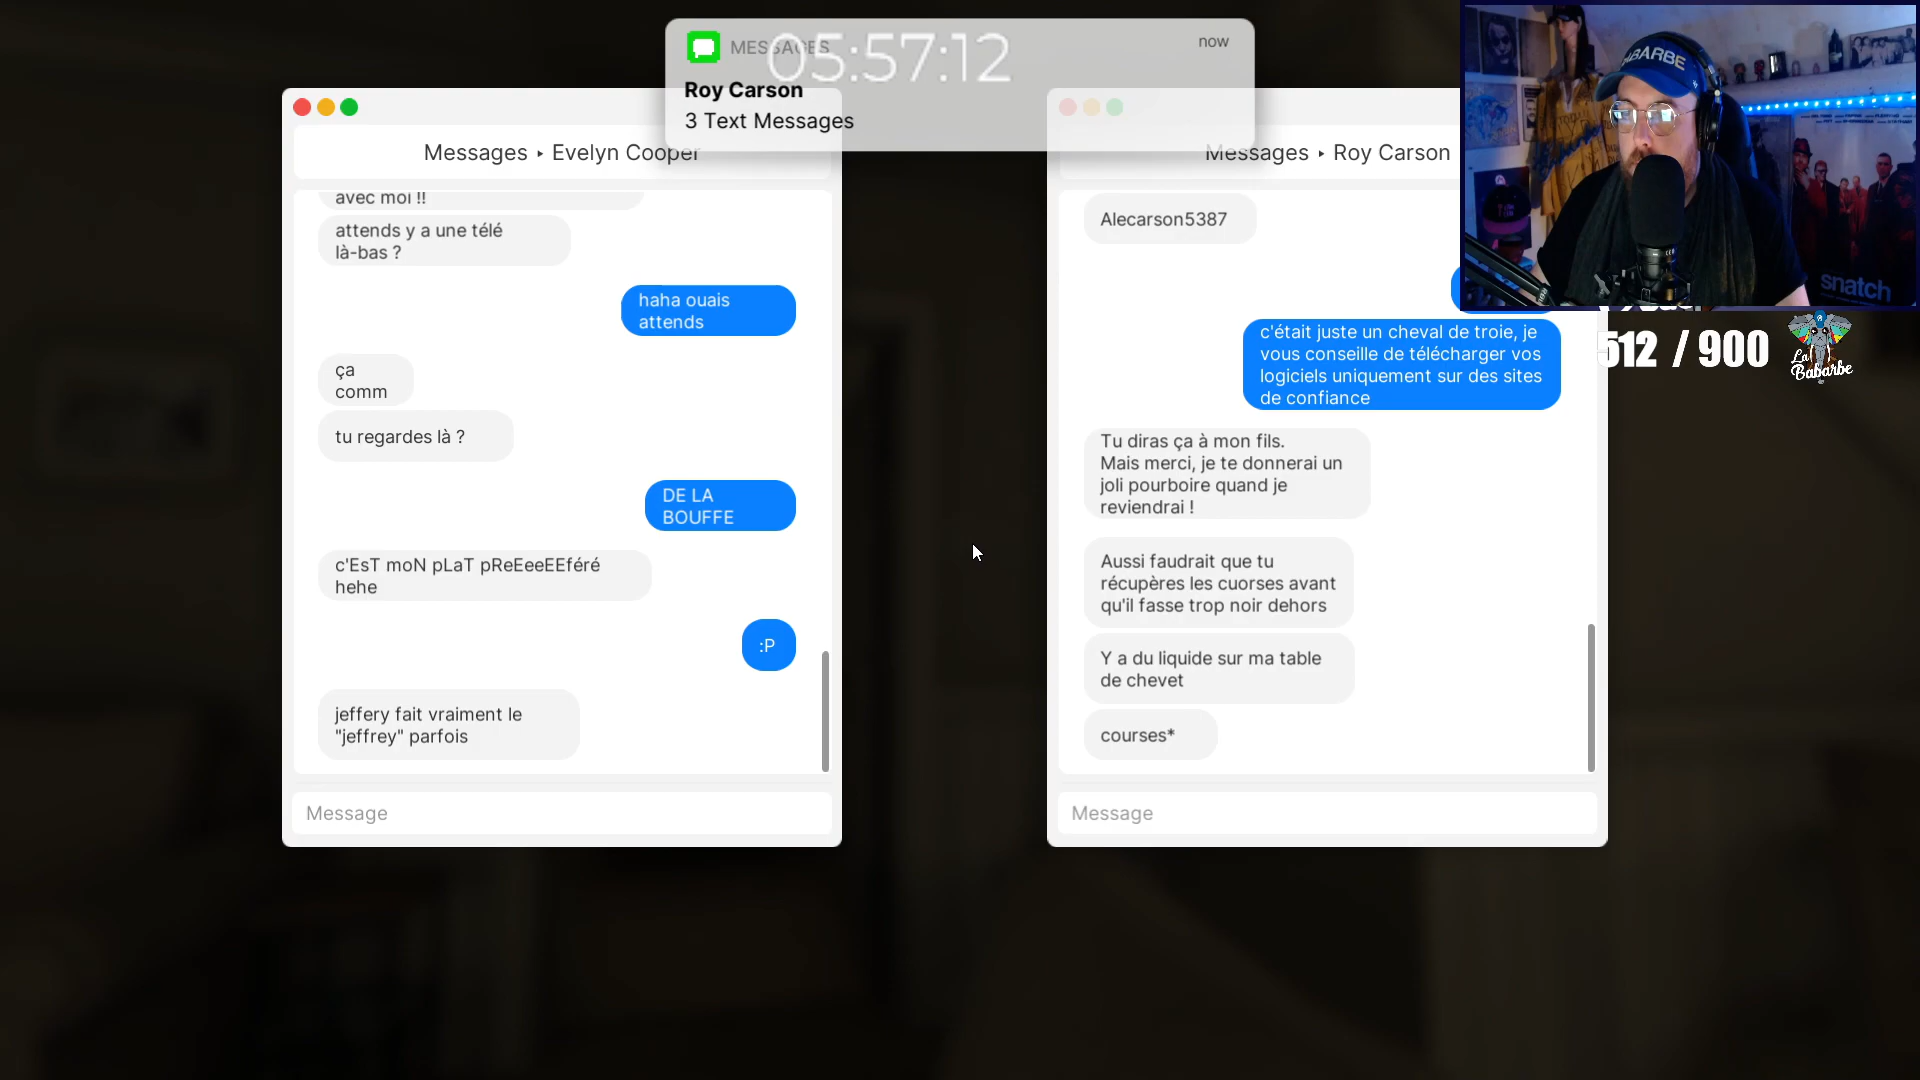 MESSAGES
now
05:57:12
Roy Carson
3 Text Messages
Messages ‣ Evelyn Cooper
avec moi !!
attends y a une télé
là-bas ?
haha ouais
attends
ça
comm
tu regardes là ?
DE LA
BOUFFE
c'EsT moN pLaT pReEeeEEféré
hehe
:P
jeffery fait vraiment le
"jeffrey" parfois
Message
Messages ‣ Roy Carson
Alecarson5387
c'était juste un cheval de troie, je
vous conseille de télécharger vos
logiciels uniquement sur des sites
de confiance
Tu diras ça à mon fils.
Mais merci, je te donnerai un
joli pourboire quand je
reviendrai !
Aussi faudrait que tu
récupères les cuorses avant
qu'il fasse trop noir dehors
Y a du liquide sur ma table
de chevet
courses*
Message
BABARBE
snatch
512 / 900
La
Babarbe